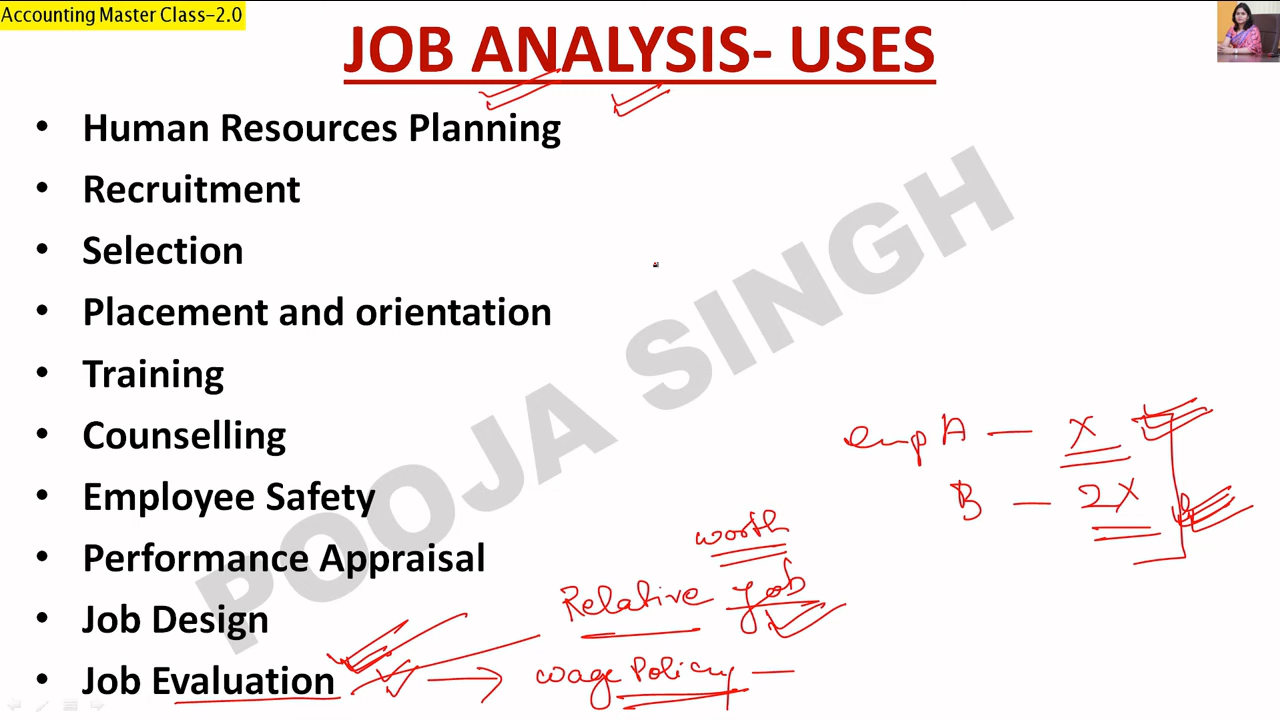 Accounting Master Class-2.0
JOB ANALYSIS- USES
• Human Resources Planning
• Recruitment
• Selection
• Placement and orientation
• Training
• Counselling
• Employee Safety
• Performance Appraisal
• Job Design
• Job Evaluation
POOJA SINGH
emp A — X
B — 2X
worth
Relative Job
→ wage Policy —